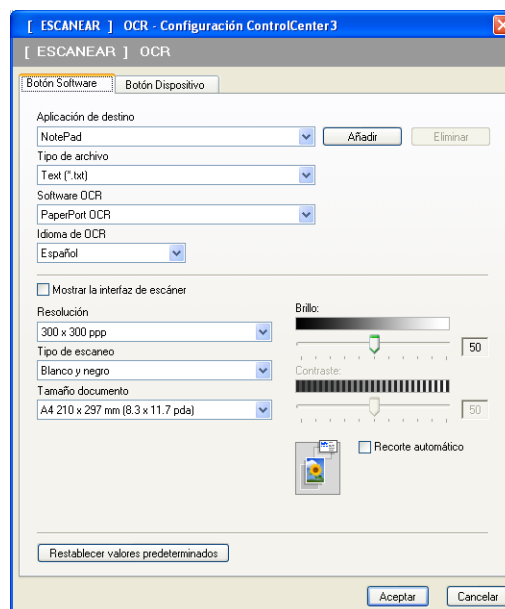 [ ESCANEAR ] OCR - Configuración ControlCenter3
[ ESCANEAR ] OCR
Botón Software Botón Dispositivo
Aplicación de destino
NotePad Añadir Eliminar
Tipo de archivo
Text (*.txt)
Software OCR
PaperPort OCR
Idioma de OCR
Español
Mostrar la interfaz de escáner
Resolución Brillo:
300 x 300 ppp 50
Tipo de escaneo Contraste:
Blanco y negro
Tamaño documento
A4 210 x 297 mm (8.3 x 11.7 pda) 50
Recorte automático
Restablecer valores predeterminados
Aceptar Cancelar